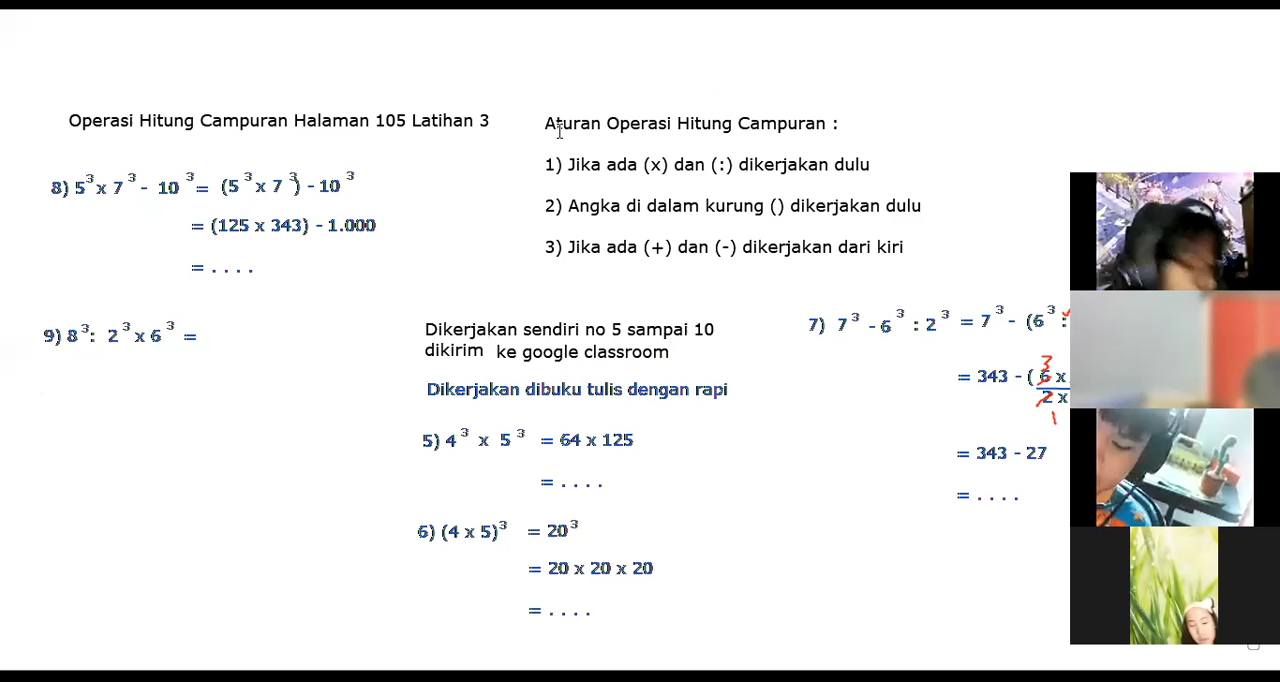 Operasi Hitung Campuran Halaman 105 Latihan 3
8) 5³ x 7³ - 10³ = (5³ x 7³) - 10³
= (125 x 343) - 1.000
= . . . .
9) 8³ : 2³ x 6³ =
Aturan Operasi Hitung Campuran :
1) Jika ada (x) dan (:) dikerjakan dulu
2) Angka di dalam kurung () dikerjakan dulu
3) Jika ada (+) dan (-) dikerjakan dari kiri
Dikerjakan sendiri no 5 sampai 10
dikirim ke google classroom
Dikerjakan dibuku tulis dengan rapi
5) 4³ x 5³ = 64 x 125
= . . . .
6) (4 x 5)³ = 20³
= 20 x 20 x 20
= . . . .
7) 7³ - 6³ : 2³ = 7³ - (6³ :
3
= 343 - ( 6 x
2 x
1
= 343 - 27
= . . . .